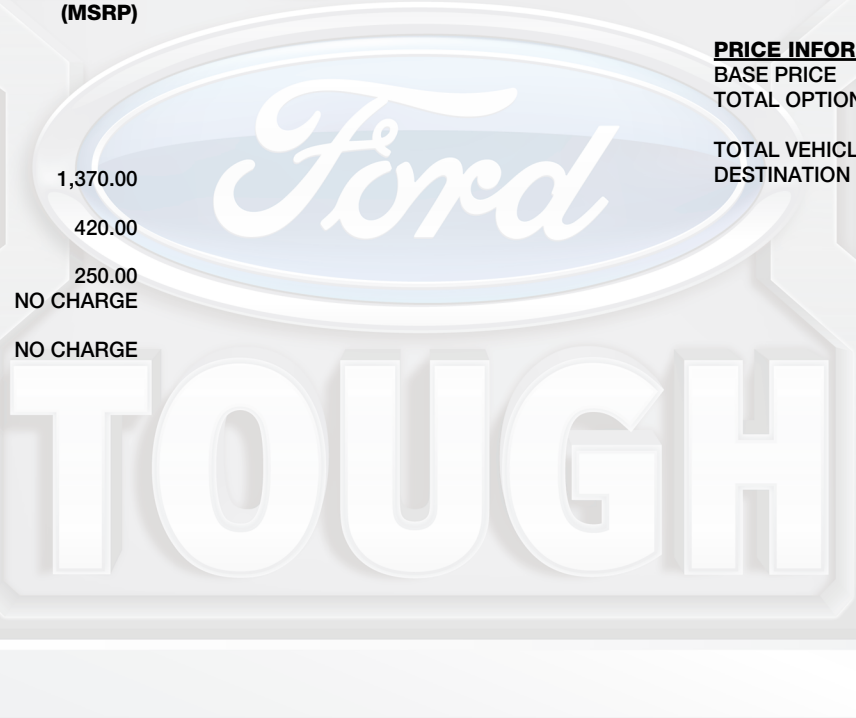 (MSRP)
1,370.00
420.00
250.00
NO CHARGE
NO CHARGE
PRICE INFOR
BASE PRICE
TOTAL OPTION
TOTAL VEHICL
DESTINATION
Ford
TOUGH